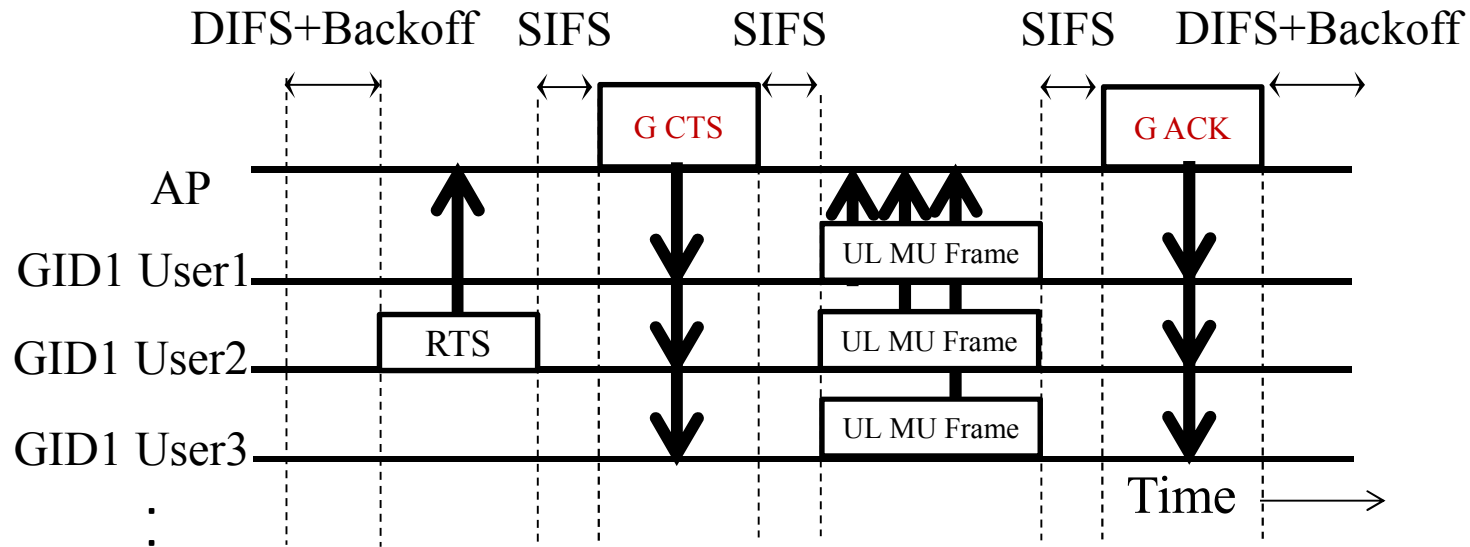 DIFS+Backoff SIFS SIFS SIFS DIFS+Backoff
G CTS G ACK
AP
GID1 User1 UL MU Frame
GID1 User2 RTS UL MU Frame
GID1 User3 UL MU Frame
Time
: